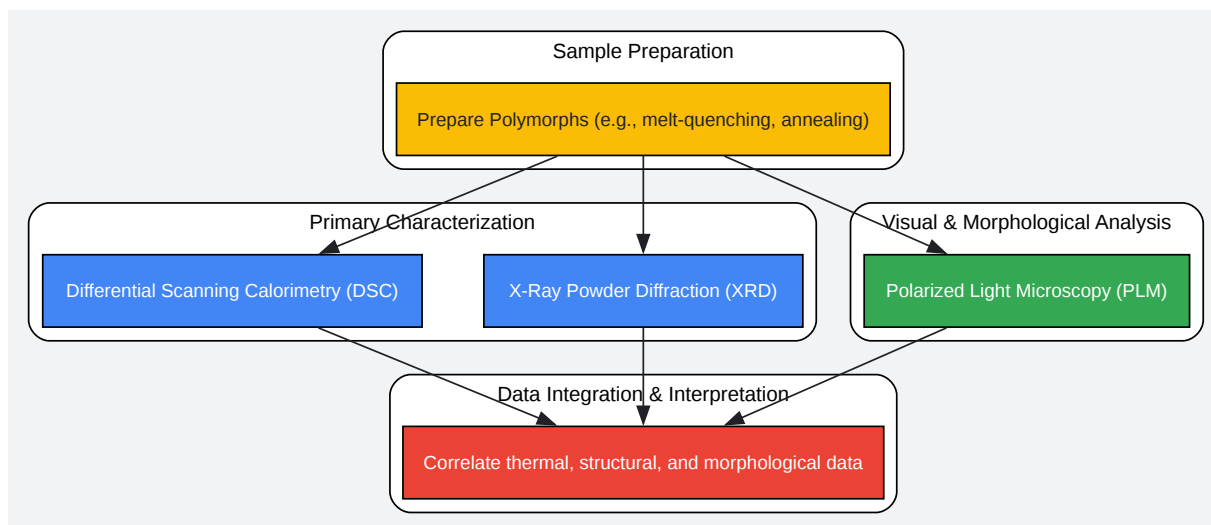 Sample Preparation
Prepare Polymorphs (e.g., melt-quenching, annealing)
Primary Characterization
Visual & Morphological Analysis
Differential Scanning Calorimetry (DSC)
X-Ray Powder Diffraction (XRD)
Polarized Light Microscopy (PLM)
Data Integration & Interpretation
Correlate thermal, structural, and morphological data